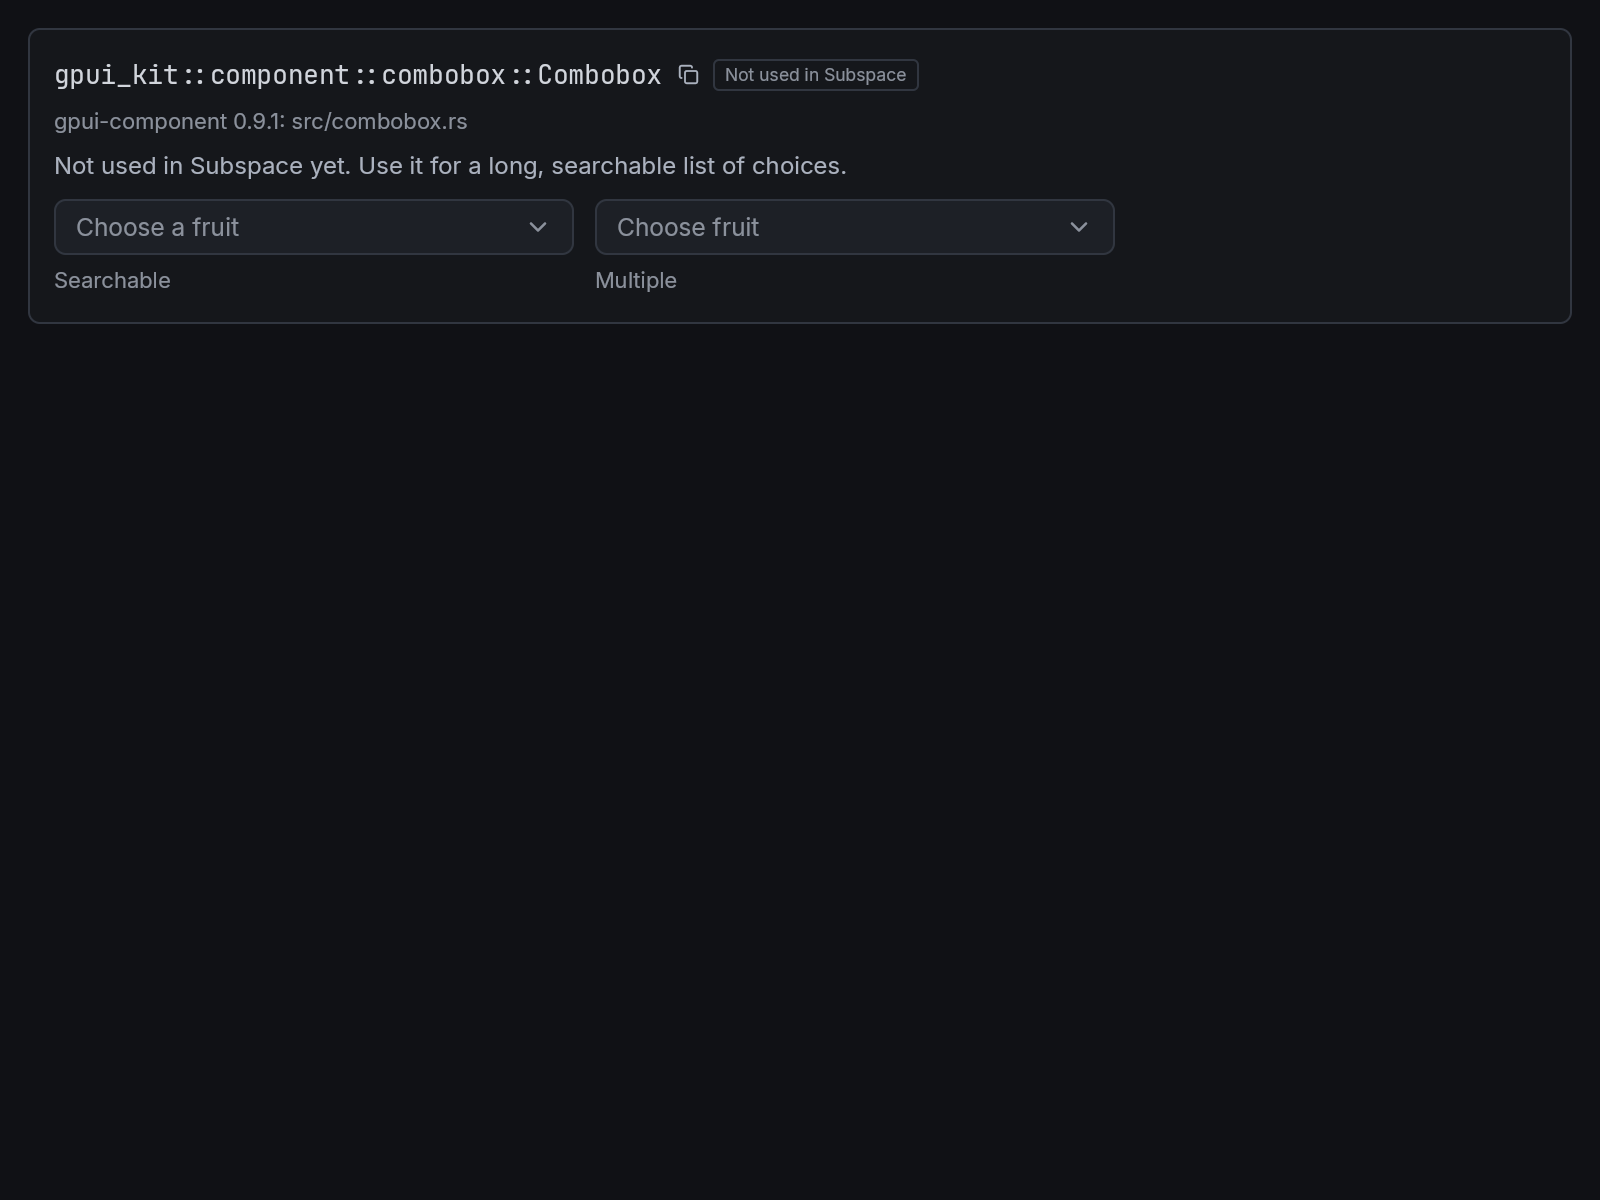 gpui_kit::component::combobox::Combobox Not used in Subspace
gpui-component 0.9.1: src/combobox.rs
Not used in Subspace yet. Use it for a long, searchable list of choices.
Choose a fruit Choose fruit
Searchable Multiple